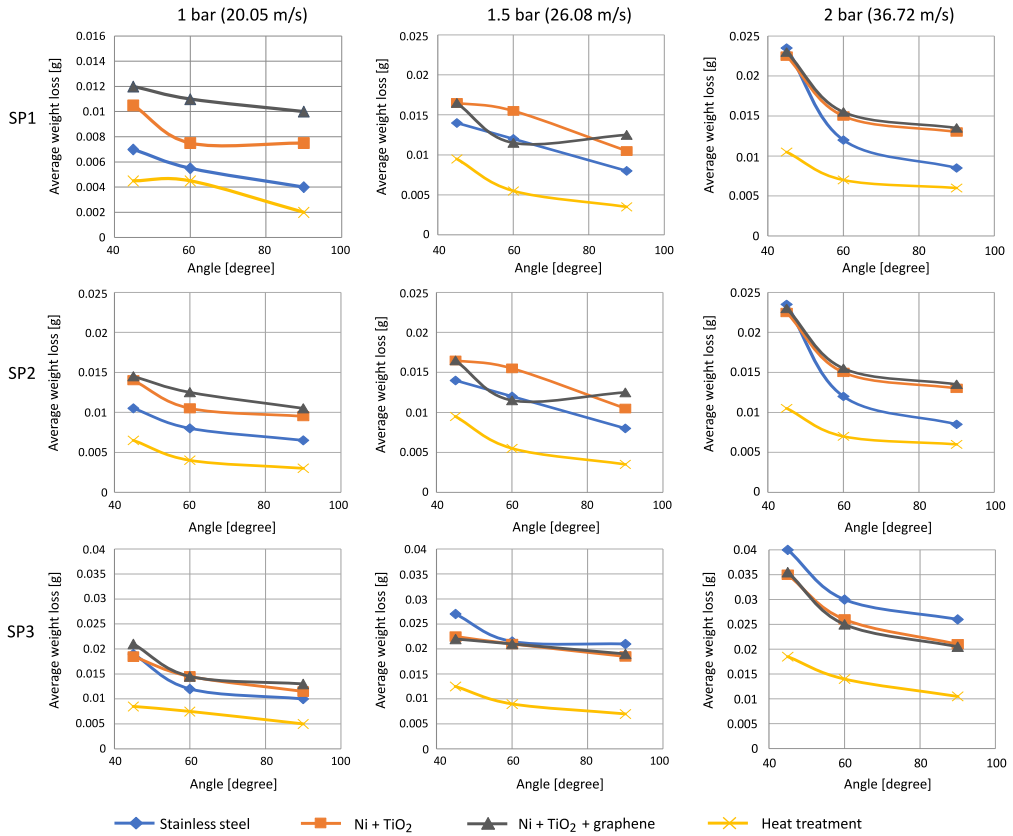 1 bar (20.05 m/s) 1.5 bar (26.08 m/s) 2 bar (36.72 m/s)
SP1
Average weight loss [g]
0.016
0.014
0.012
0.01
0.008
0.006
0.004
0.002
0
40 60 80 100
Angle [degree]
Average weight loss [g]
0.025
0.02
0.015
0.01
0.005
0
40 60 80 100
Angle [degree]
Average weight loss [g]
0.025
0.02
0.015
0.01
0.005
0
40 60 80 100
Angle [degree]
SP2
Average weight loss [g]
0.025
0.02
0.015
0.01
0.005
0
40 60 80 100
Angle [degree]
Average weight loss [g]
0.025
0.02
0.015
0.01
0.005
0
40 60 80 100
Angle [degree]
Average weight loss [g]
0.025
0.02
0.015
0.01
0.005
0
40 60 80 100
Angle [degree]
SP3
Average weight loss [g]
0.04
0.035
0.03
0.025
0.02
0.015
0.01
0.005
0
40 60 80 100
Angle [degree]
Average weight loss [g]
0.04
0.035
0.03
0.025
0.02
0.015
0.01
0.005
0
40 60 80 100
Angle [degree]
Average weight loss [g]
0.04
0.035
0.03
0.025
0.02
0.015
0.01
0.005
0
40 60 80 100
Angle [degree]
Stainless steel Ni + TiO₂ Ni + TiO₂ + graphene Heat treatment